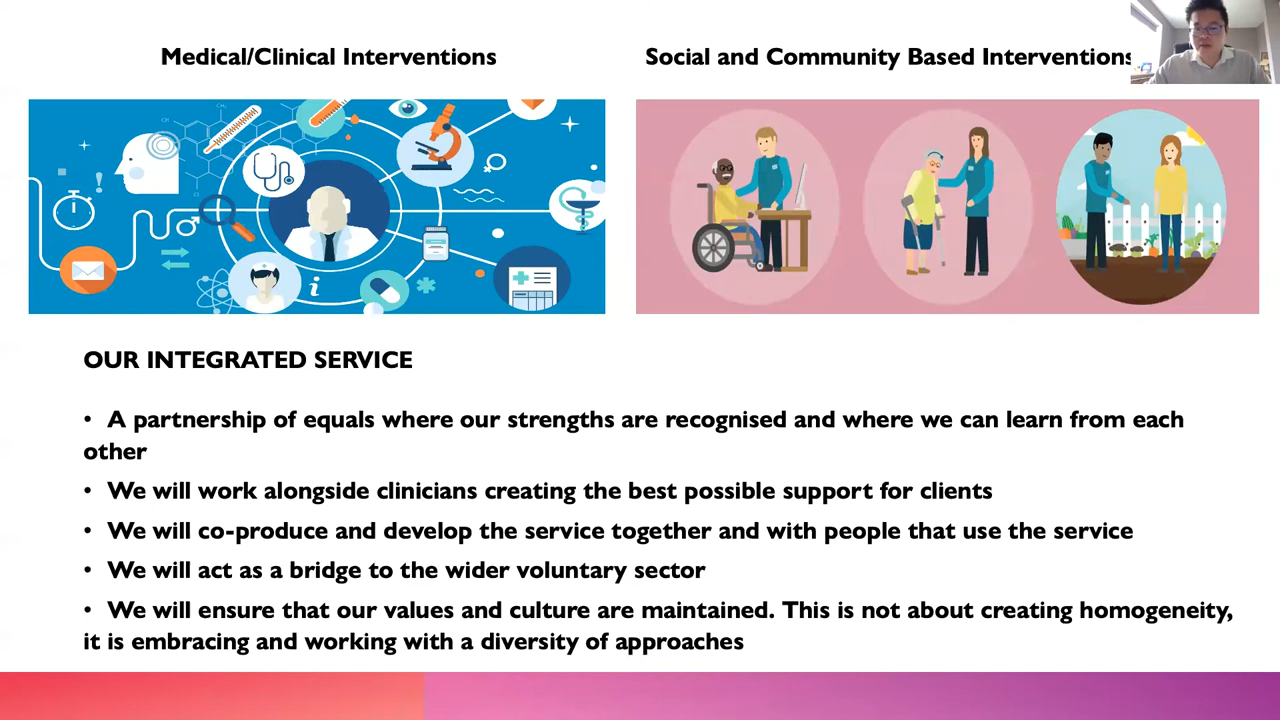 Medical/Clinical Interventions
Social and Community Based Interventions
OUR INTEGRATED SERVICE
• A partnership of equals where our strengths are recognised and where we can learn from each
other
• We will work alongside clinicians creating the best possible support for clients
• We will co-produce and develop the service together and with people that use the service
• We will act as a bridge to the wider voluntary sector
• We will ensure that our values and culture are maintained. This is not about creating homogeneity,
it is embracing and working with a diversity of approaches